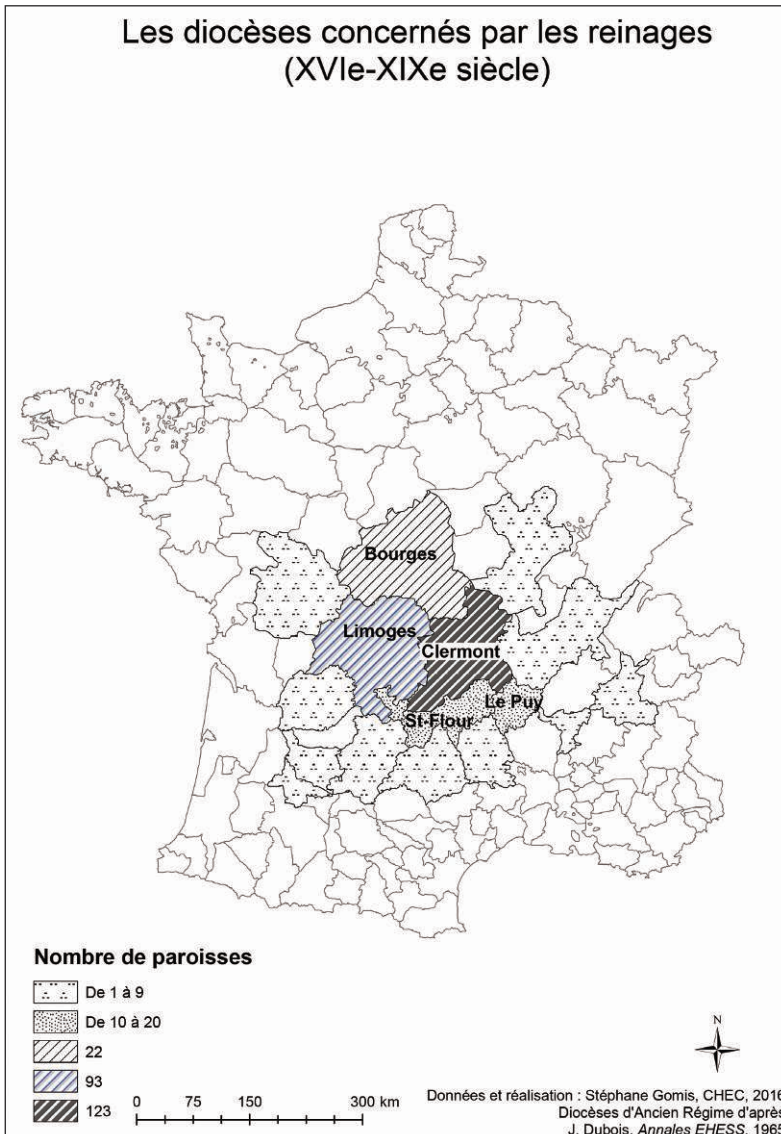 Les diocèses concernés par les reinages
(XVIe-XIXe siècle)
Bourges
Limoges
Clermont
Le Puy
St-Flour
Nombre de paroisses
De 1 à 9
De 10 à 20
22
93
123
0 75 150 300 km
N
Données et réalisation : Stéphane Gomis, CHEC, 2016
Diocèses d'Ancien Régime d'après
J. Dubois, Annales EHESS, 1965